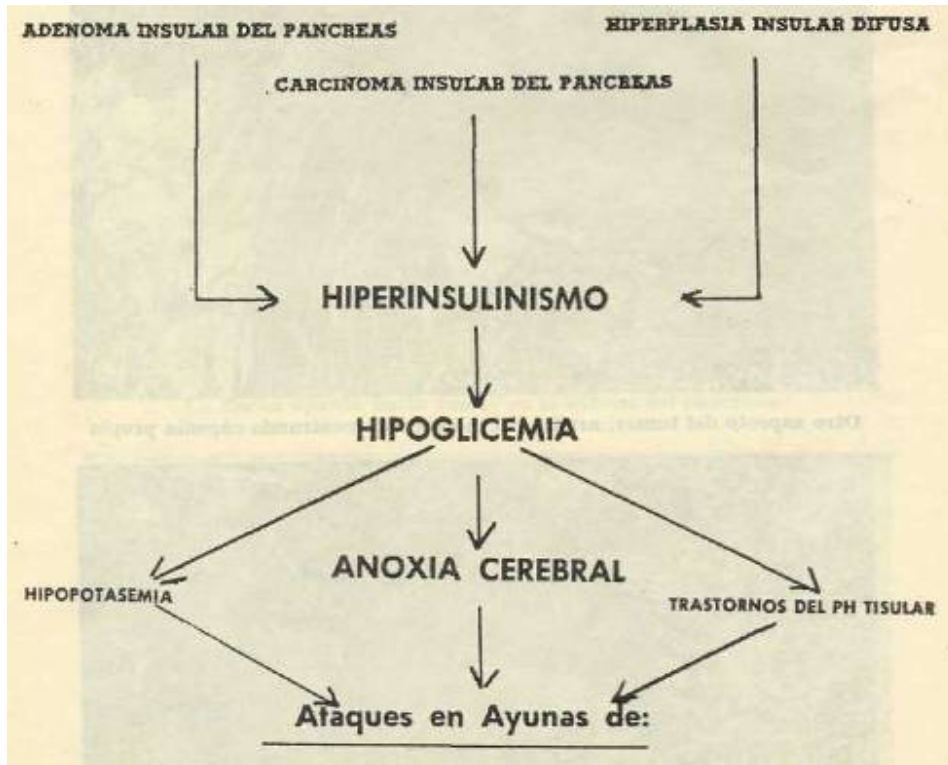 ADENOMA INSULAR DEL PANCREAS
HIPERPLASIA INSULAR DIFUSA
CARCINOMA INSULAR DEL PANCREAS
HIPERINSULINISMO
HIPOGLICEMIA
ANOXIA CEREBRAL
HIPOPOTASEMIA
TRASTORNOS DEL PH TISULAR
Ataques en Ayunas de: